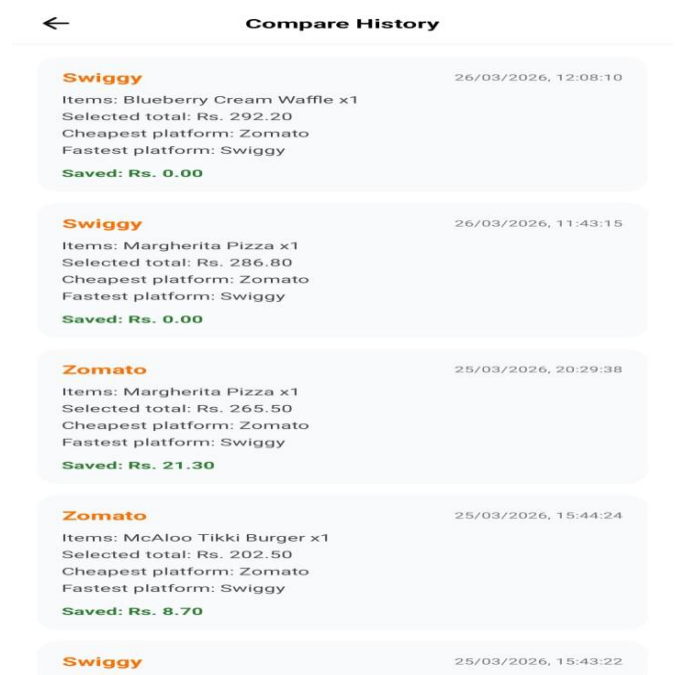 Compare History
Swiggy 26/03/2026, 12:08:10
Items: Blueberry Cream Waffle x1
Selected total: Rs. 292.20
Cheapest platform: Zomato
Fastest platform: Swiggy
Saved: Rs. 0.00
Swiggy 26/03/2026, 11:43:15
Items: Margherita Pizza x1
Selected total: Rs. 286.80
Cheapest platform: Zomato
Fastest platform: Swiggy
Saved: Rs. 0.00
Zomato 25/03/2026, 20:29:38
Items: Margherita Pizza x1
Selected total: Rs. 265.50
Cheapest platform: Zomato
Fastest platform: Swiggy
Saved: Rs. 21.30
Zomato 25/03/2026, 15:44:24
Items: McAloo Tikki Burger x1
Selected total: Rs. 202.50
Cheapest platform: Zomato
Fastest platform: Swiggy
Saved: Rs. 8.70
Swiggy 25/03/2026, 15:43:22